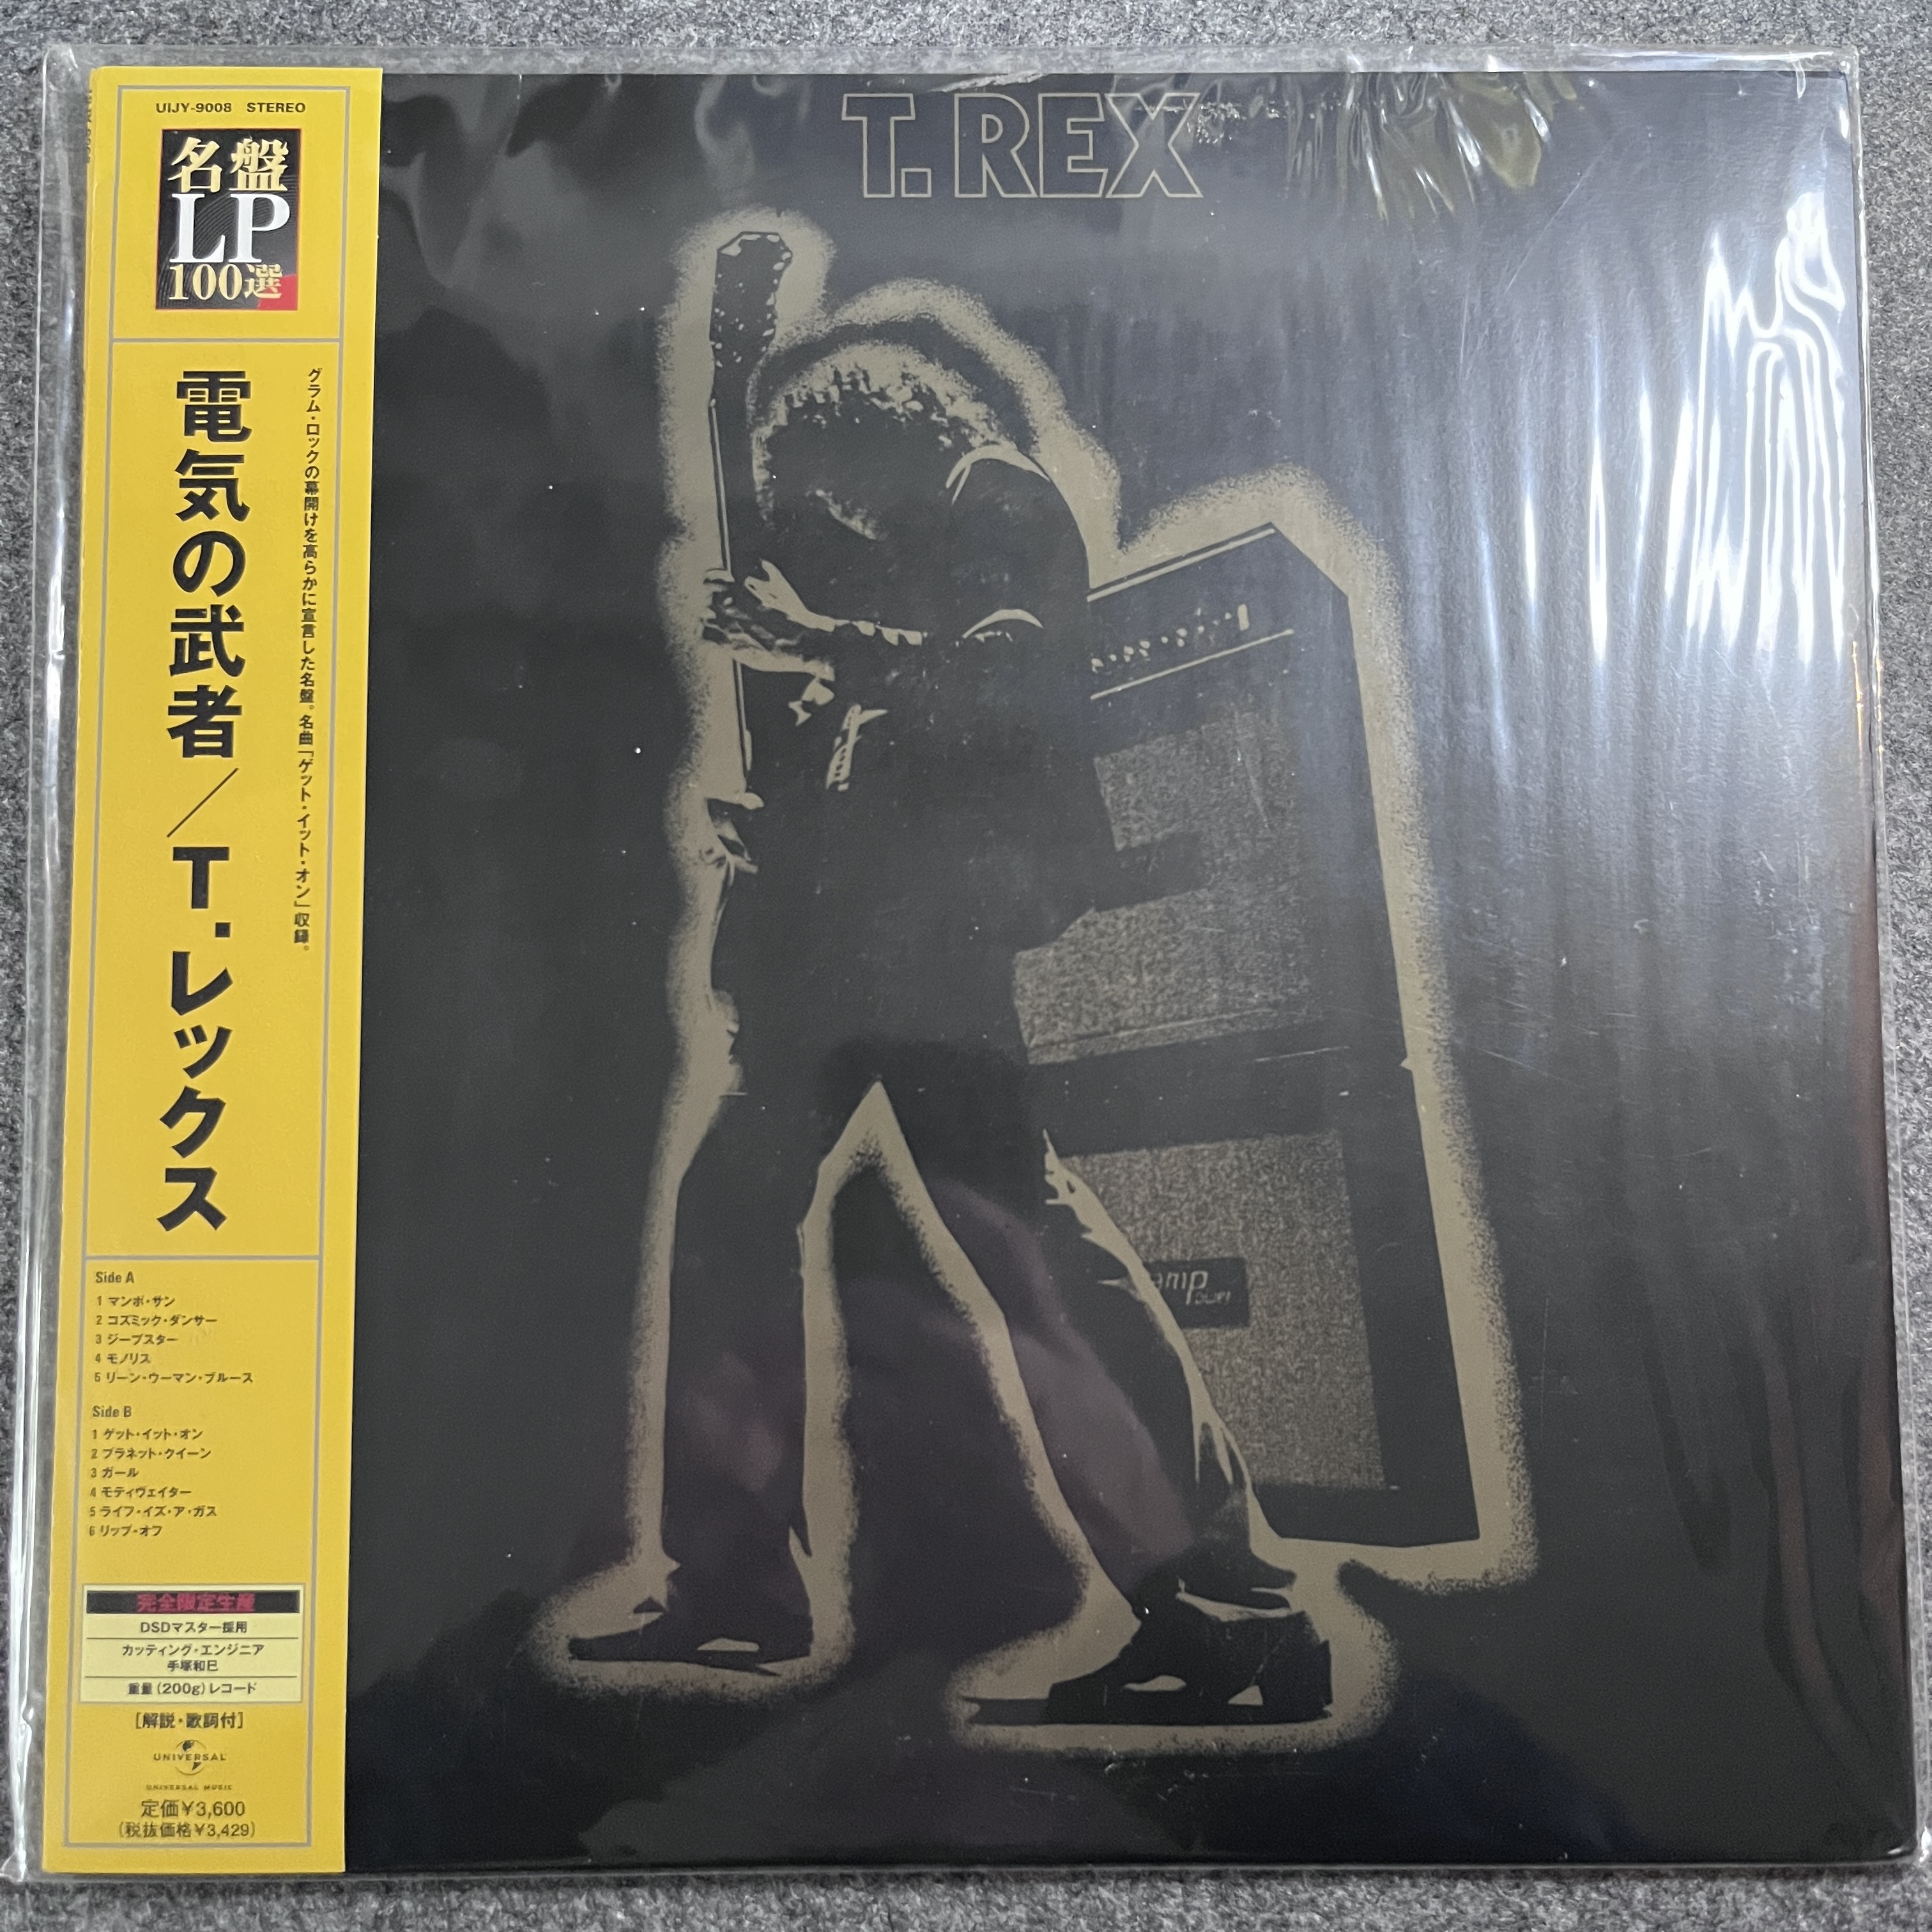 UIJY-9008 STEREO
名盤
LP
100選
グラム・ロックの幕開けを高らかに宣言した名盤。名曲「ゲット・イット・オン」収録。
電気の武者／T.レックス
Side A
1 マンボ・サン
2 コズミック・ダンサー
3 ジープスター
4 モノリス
5 リーン・ウーマン・ブルース
Side B
1 ゲット・イット・オン
2 プラネット・クイーン
3 ガール
4 モティヴェイター
5 ライフ・イズ・ア・ガス
6 リップ・オフ
完全限定生産
DSDマスター採用
カッティング・エンジニア
手塚和巳
重量(200g)レコード
[解説・歌詞付]
UNIVERSAL
UNIVERSAL MUSIC
定価￥3,600
(税抜価格￥3,429)
T. REX